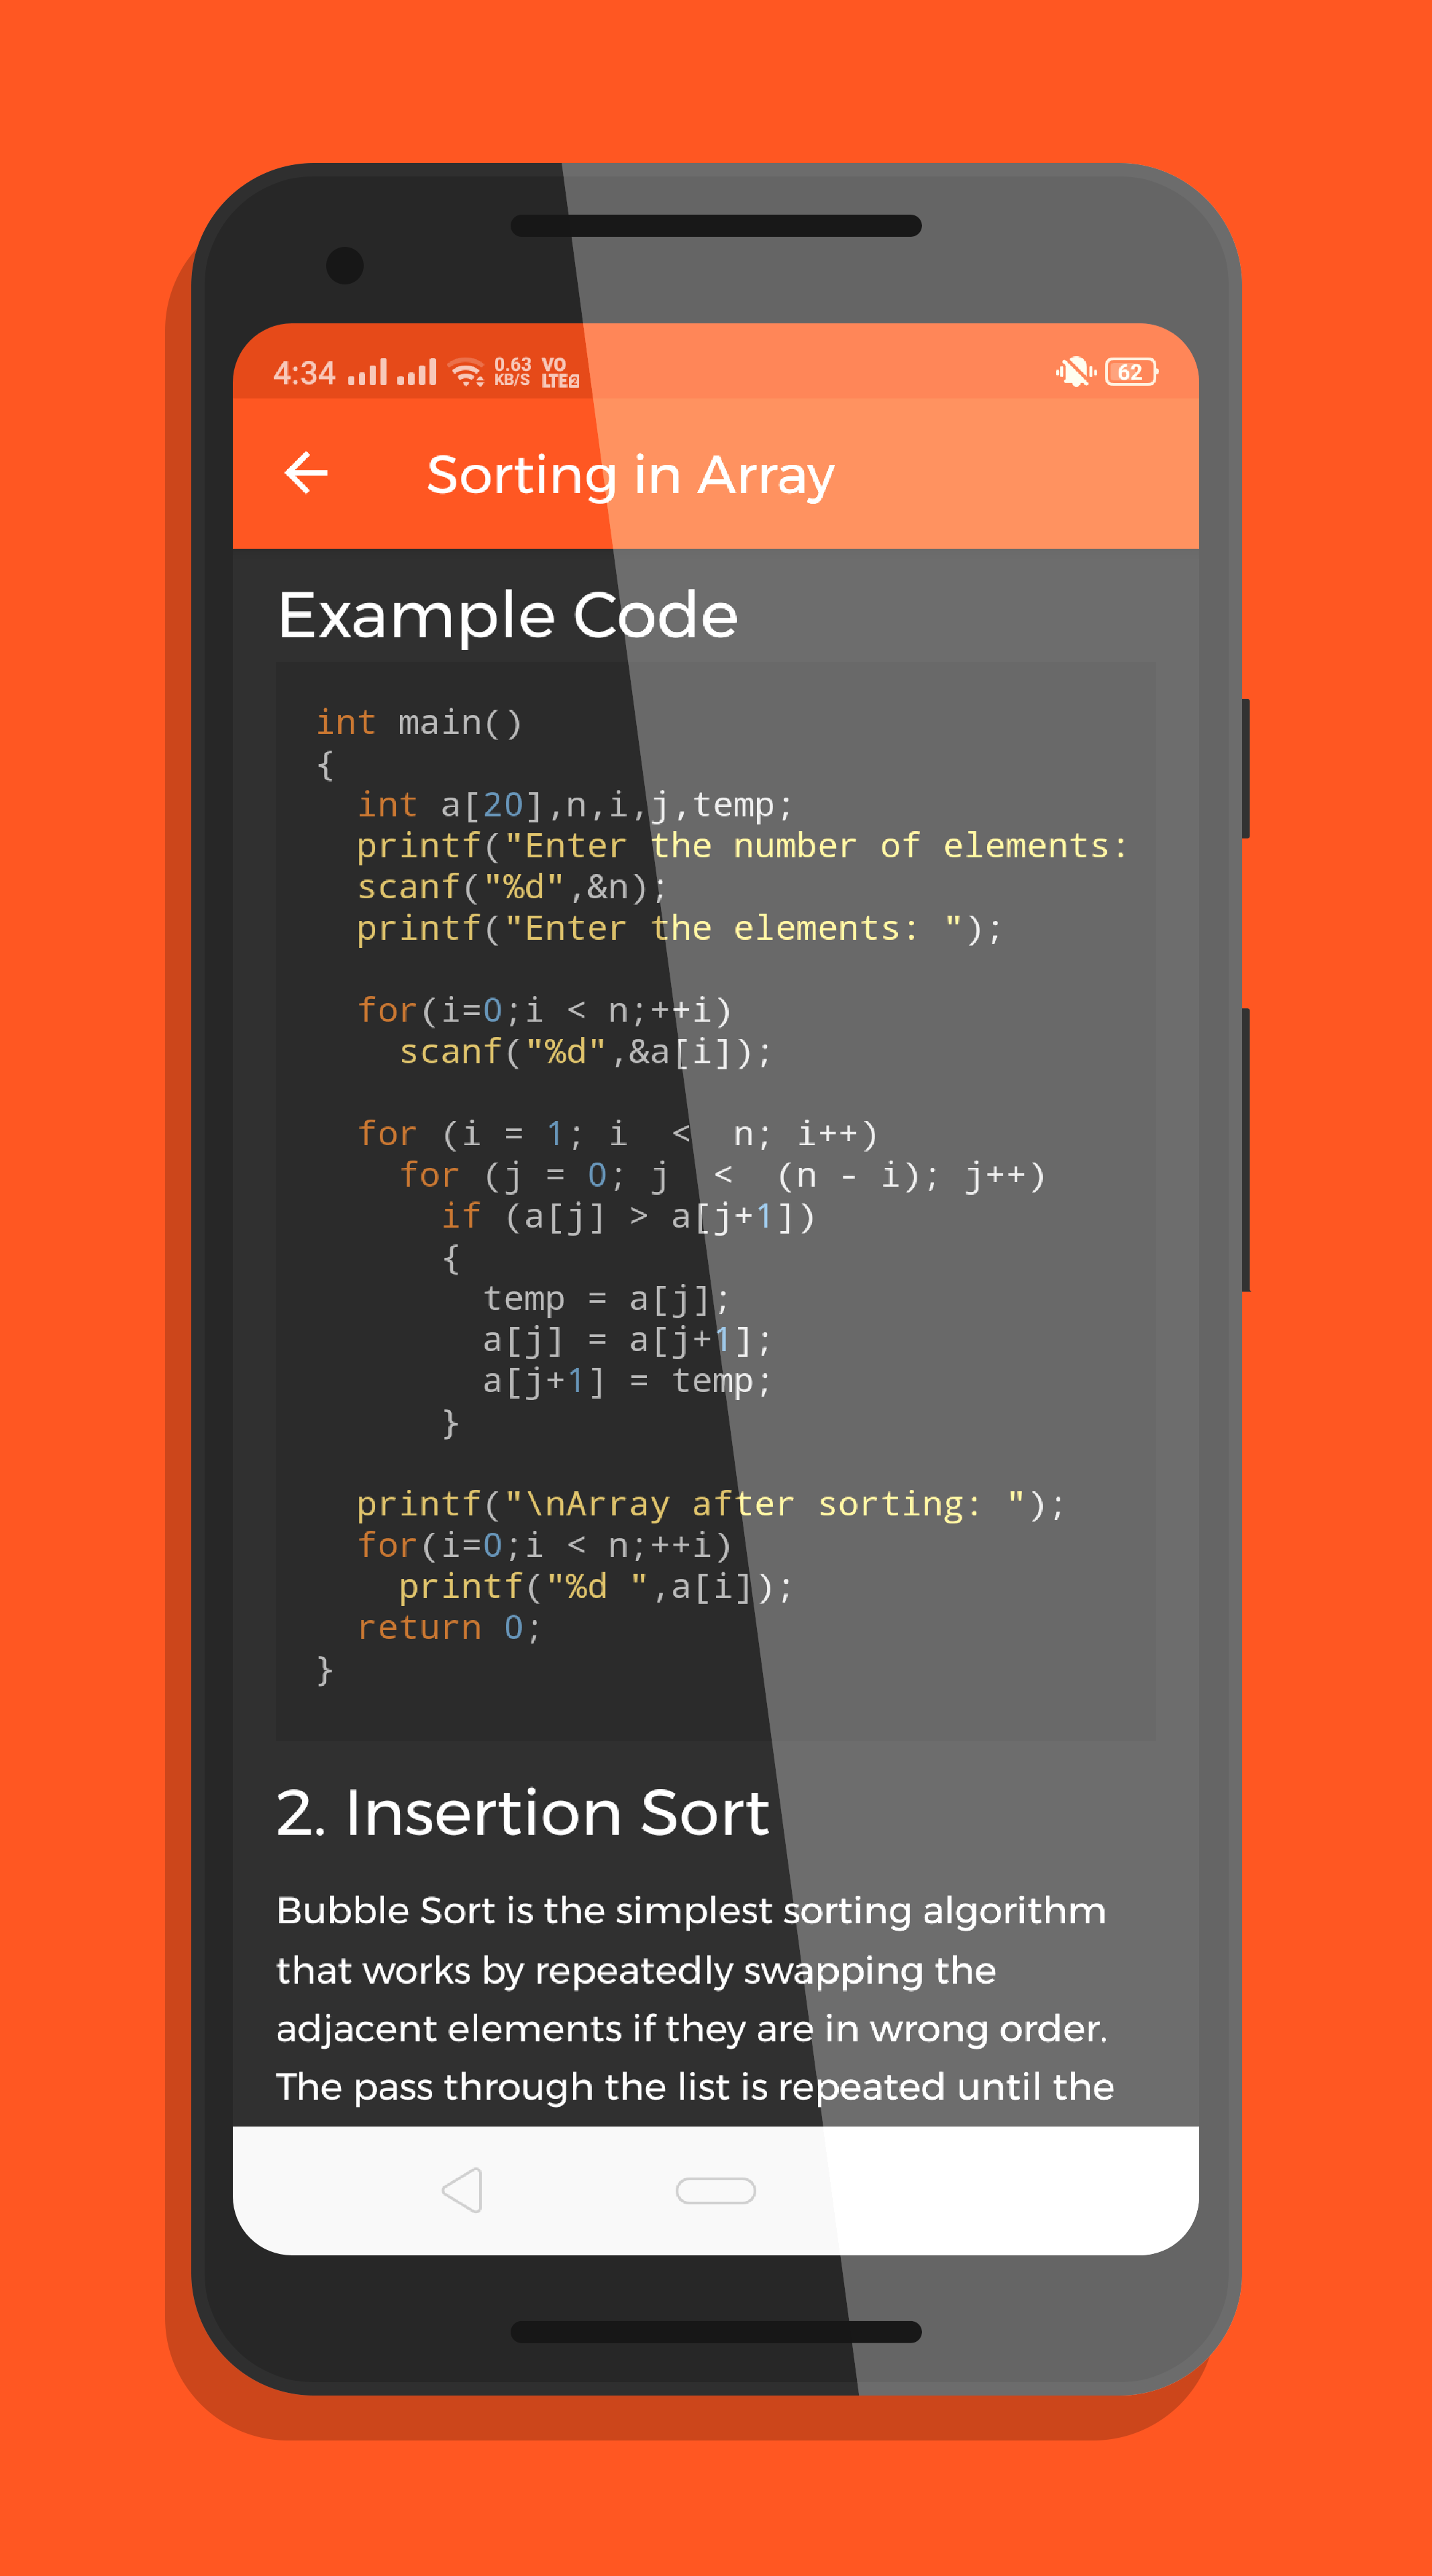 4:34 0.63 KB/S VO LTE2 62
Sorting in Array
Example Code
int main()
{
  int a[20],n,i,j,temp;
  printf("Enter the number of elements:
  scanf("%d",&n);
  printf("Enter the elements: ");

  for(i=0;i < n;++i)
    scanf("%d",&a[i]);

  for (i = 1; i  <  n; i++)
    for (j = 0; j  <  (n - i); j++)
      if (a[j] > a[j+1])
      {
        temp = a[j];
        a[j] = a[j+1];
        a[j+1] = temp;
      }

  printf("\nArray after sorting: ");
  for(i=0;i < n;++i)
    printf("%d ",a[i]);
  return 0;
}
2. Insertion Sort
Bubble Sort is the simplest sorting algorithm
that works by repeatedly swapping the
adjacent elements if they are in wrong order.
The pass through the list is repeated until the